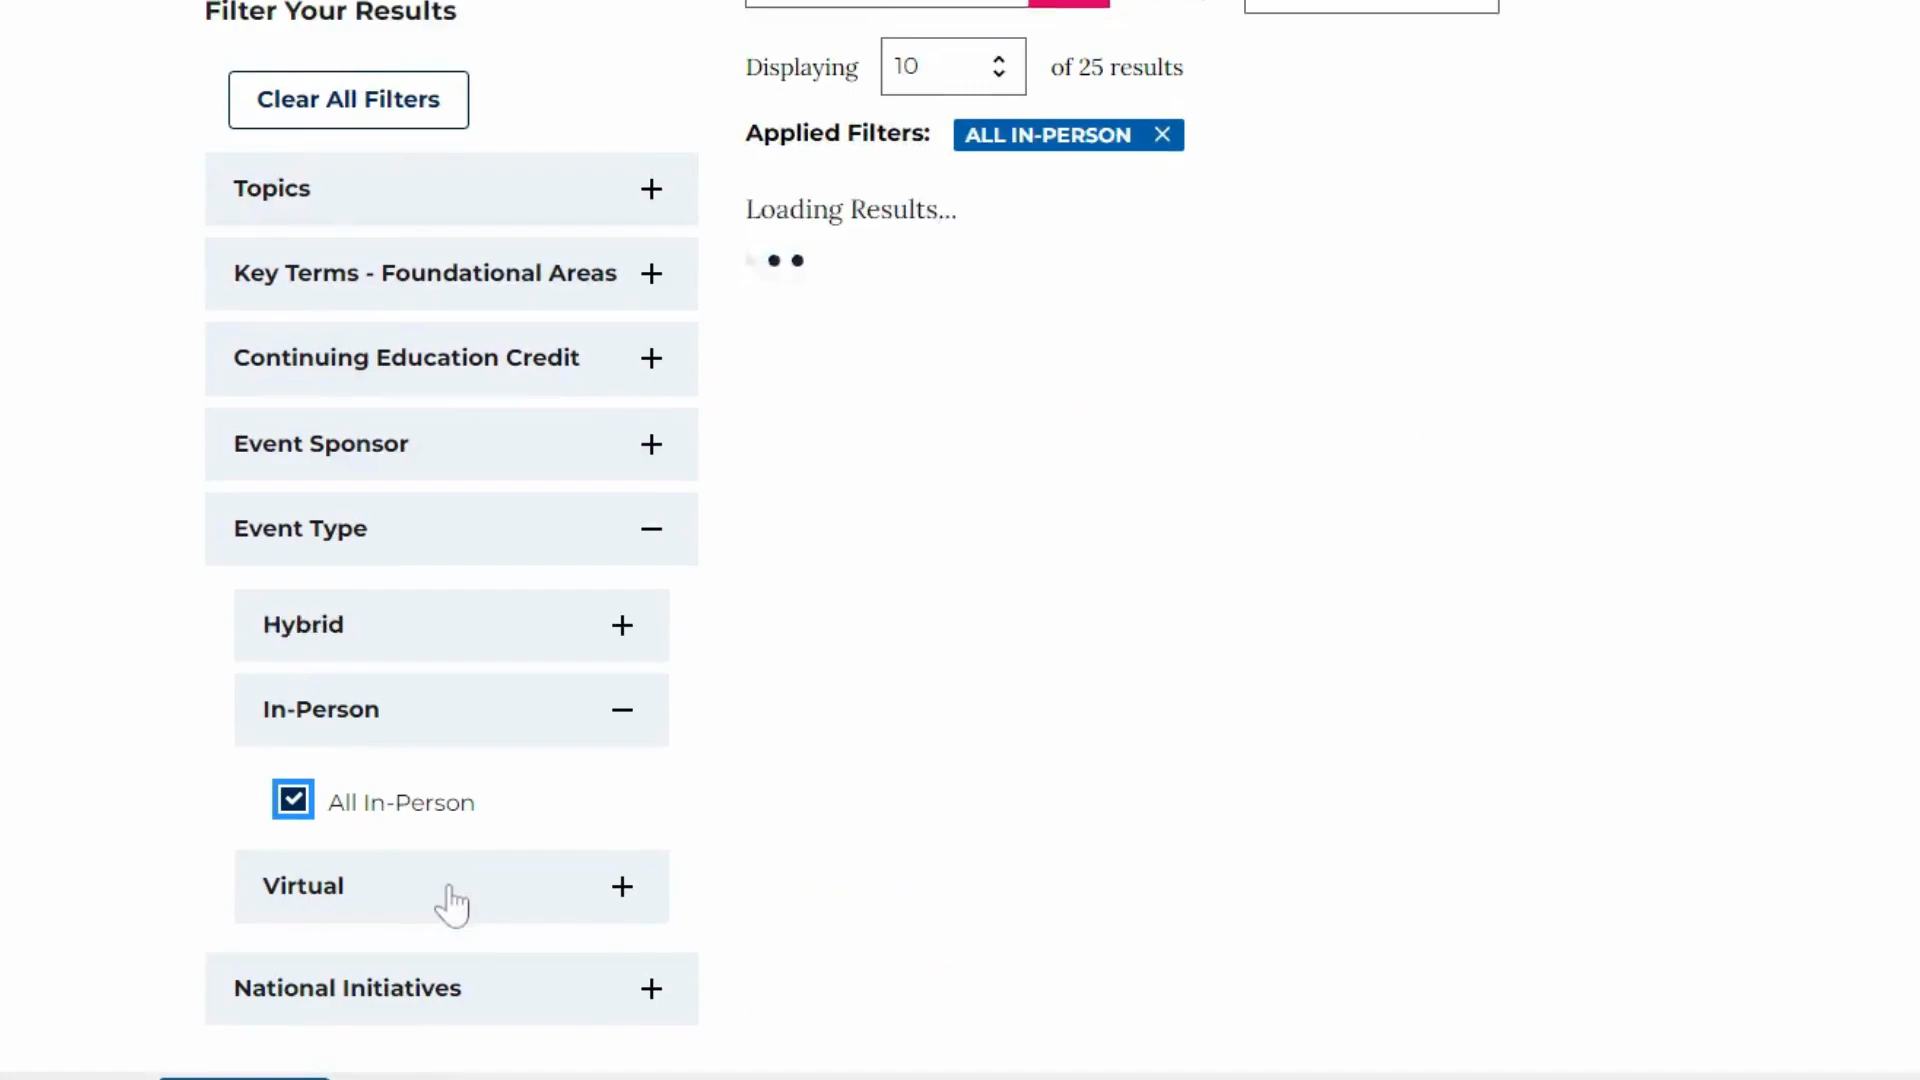 Filter Your Results
Clear All Filters
Topics
Key Terms - Foundational Areas
Continuing Education Credit
Event Sponsor
Event Type
Hybrid
In-Person
All In-Person
Virtual
National Initiatives
Displaying 10 of 25 results
Applied Filters: ALL IN-PERSON
Loading Results...